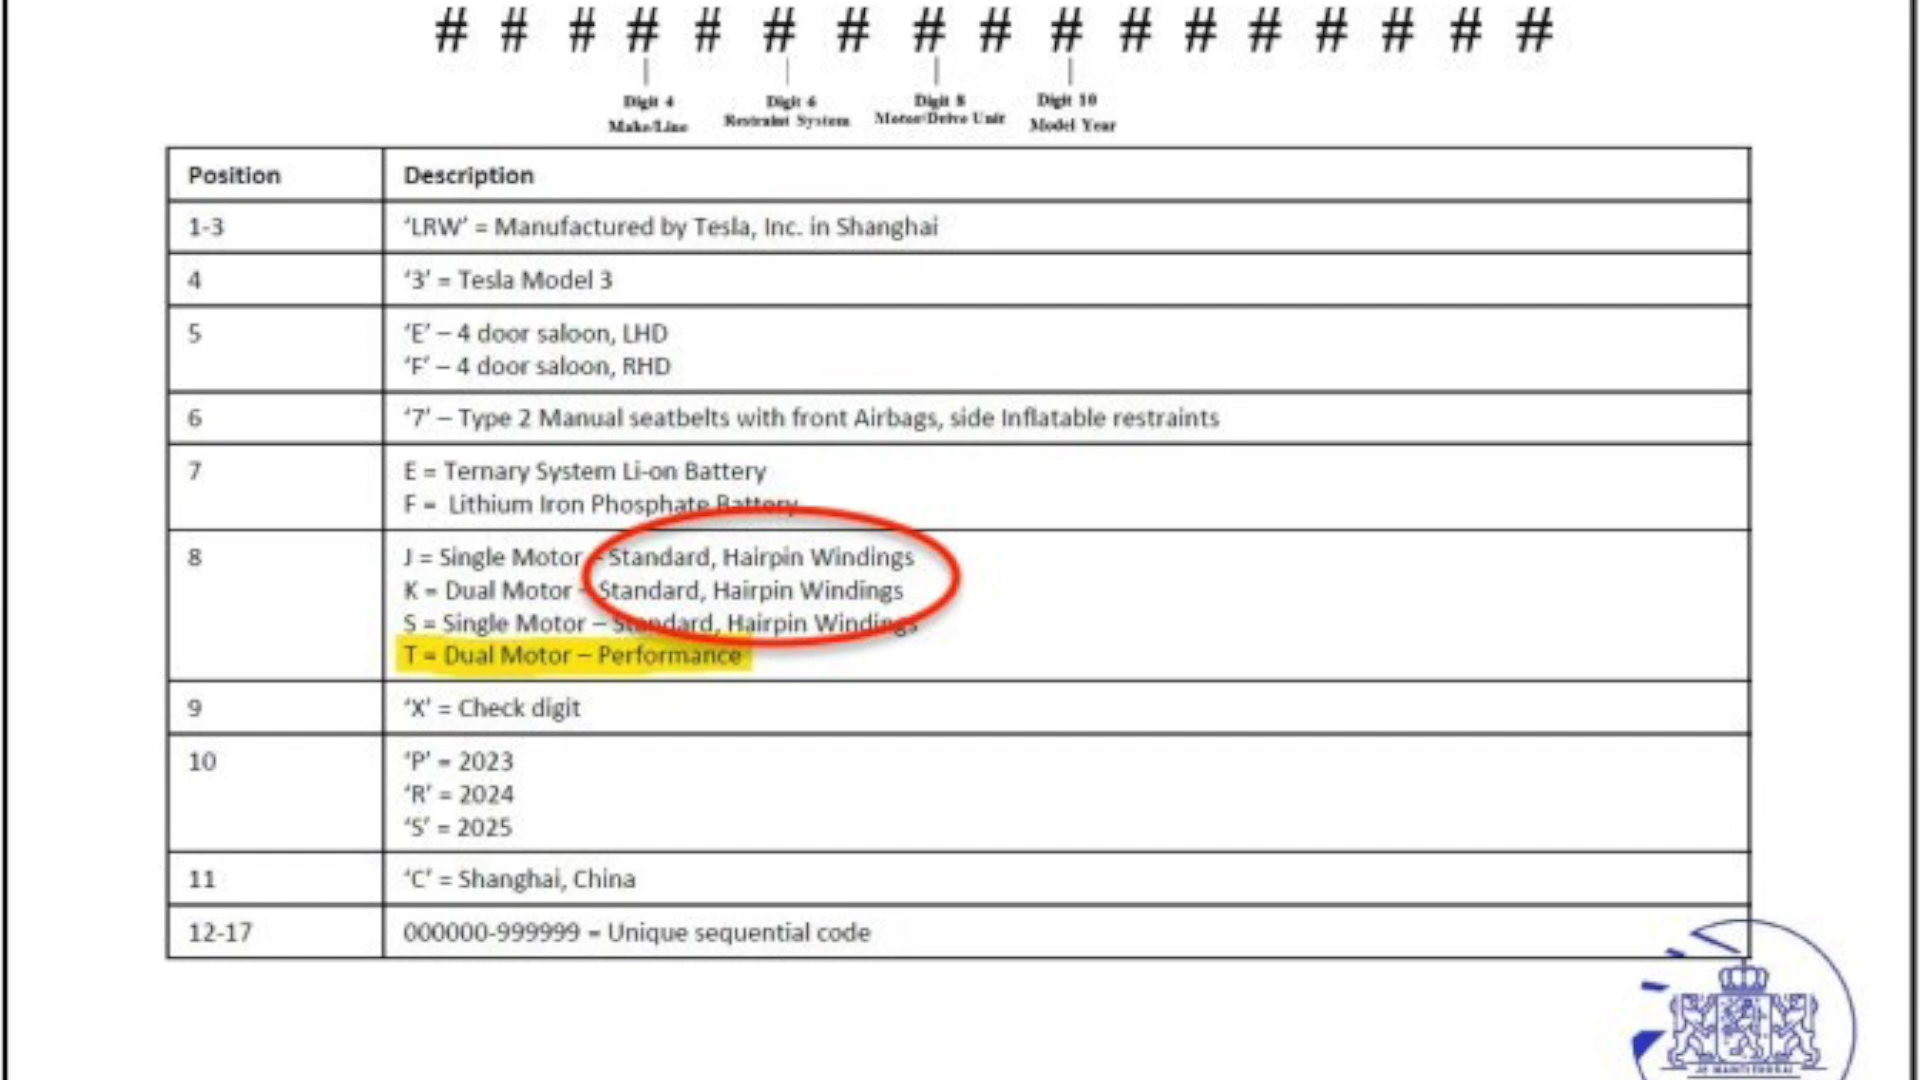 # # # # # # # # # # # # # # # # #
Digit 4 Digit 6 Digit 8 Digit 10
Make/Line Restraint System Motor/Drive Unit Model Year
Position Description
1-3 ‘LRW’ = Manufactured by Tesla, Inc. in Shanghai
4 ‘3’ = Tesla Model 3
5 ‘E’ – 4 door saloon, LHD
‘F’ – 4 door saloon, RHD
6 ‘7’ – Type 2 Manual seatbelts with front Airbags, side Inflatable restraints
7 E = Ternary System Li-on Battery
F = Lithium Iron Phosphate Battery
8 J = Single Motor – Standard, Hairpin Windings
K = Dual Motor – Standard, Hairpin Windings
S = Single Motor – Standard, Hairpin Windings
T = Dual Motor – Performance
9 ‘X’ = Check digit
10 ‘P’ = 2023
‘R’ = 2024
‘S’ = 2025
11 ‘C’ = Shanghai, China
12-17 000000-999999 = Unique sequential code
JE MAINTIENDRAI